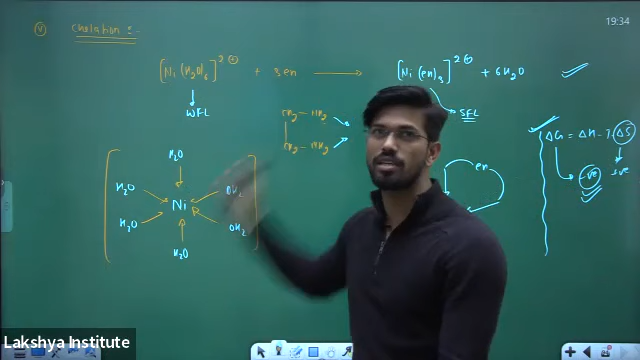 19:34
(v) Chelation :-
[Ni(H₂O)₆]²⊕ + 3en ⟶ [Ni(en)₃]²⊕ + 6H₂O
WFL
SFL
CH₂ – NH₂
CH₂ – NH₂
ΔG = ΔH – TΔS
-ve
+ve
en
H₂O
H₂O
OH₂
Ni
H₂O
OH₂
H₂O
Lakshya Institute